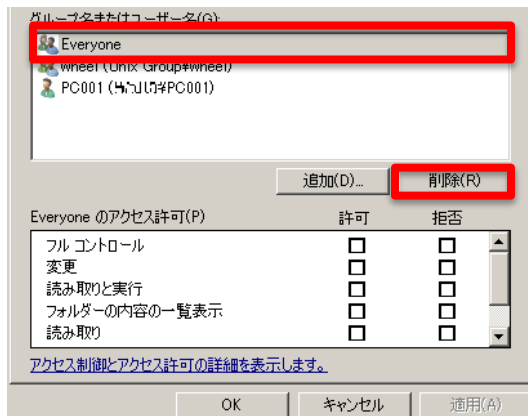 グループ名またはユーザー名(G):
Everyone
wheel (Unix Group¥wheel)
PC001 ( ¥PC001)
追加(D)...
削除(R)
Everyone のアクセス許可(P)
許可
拒否
フル コントロール
変更
読み取りと実行
フォルダーの内容の一覧表示
読み取り
アクセス制御とアクセス許可の詳細を表示します。
OK
キャンセル
適用(A)